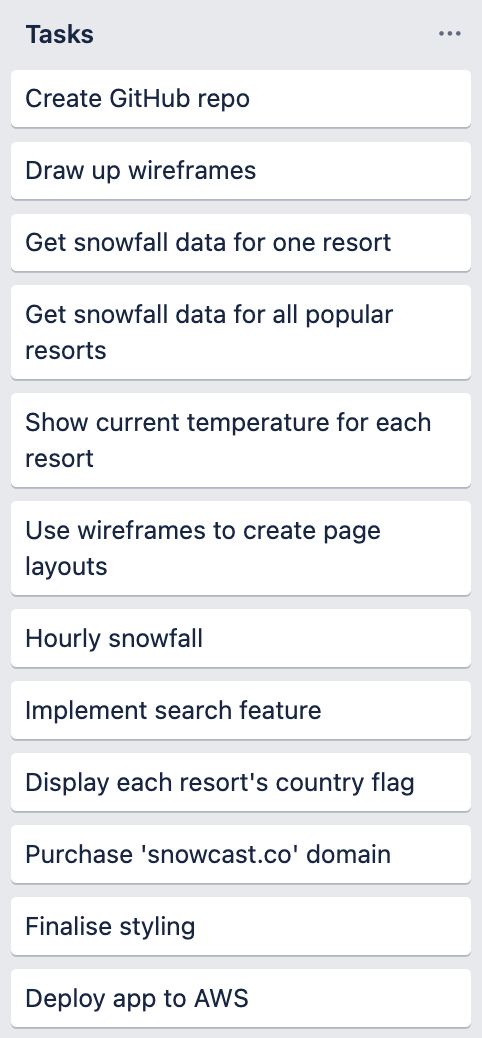 Tasks
Create GitHub repo
Draw up wireframes
Get snowfall data for one resort
Get snowfall data for all popular
resorts
Show current temperature for each
resort
Use wireframes to create page
layouts
Hourly snowfall
Implement search feature
Display each resort's country flag
Purchase 'snowcast.co' domain
Finalise styling
Deploy app to AWS